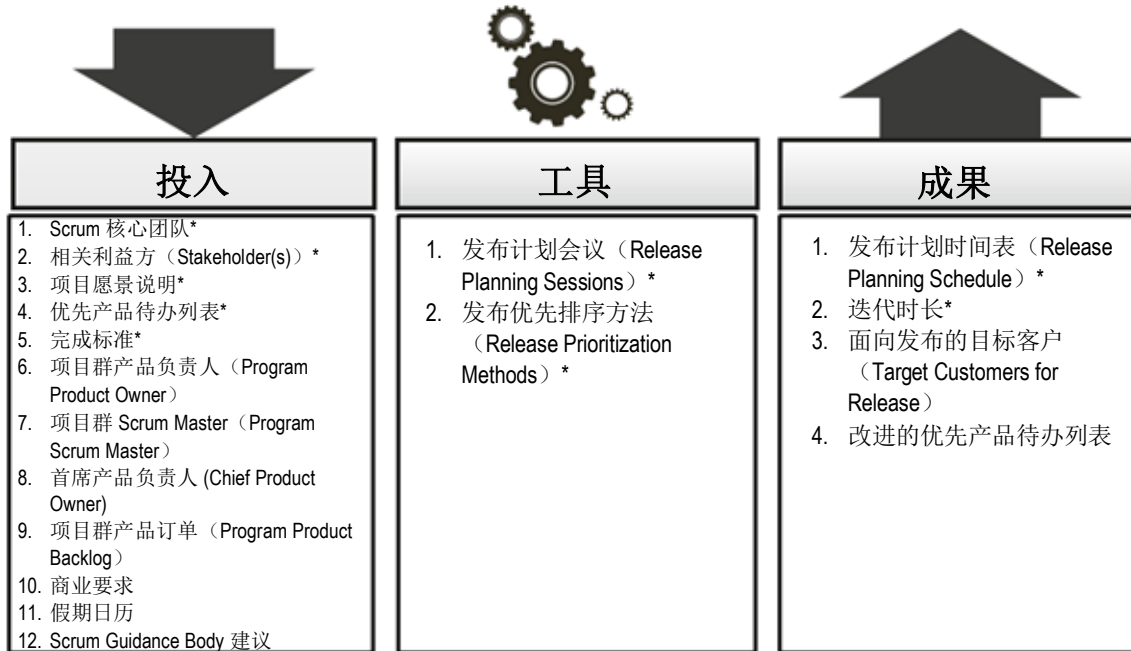 投入
1. Scrum 核心团队*
2. 相关利益方（Stakeholder(s)）*
3. 项目愿景说明*
4. 优先产品待办列表*
5. 完成标准*
6. 项目群产品负责人（Program
Product Owner）
7. 项目群 Scrum Master（Program
Scrum Master）
8. 首席产品负责人 (Chief Product
Owner)
9. 项目群产品订单（Program Product
Backlog）
10. 商业要求
11. 假期日历
12. Scrum Guidance Body 建议
工具
1. 发布计划会议（Release
Planning Sessions）*
2. 发布优先排序方法
（Release Prioritization
Methods）*
成果
1. 发布计划时间表（Release
Planning Schedule）*
2. 迭代时长*
3. 面向发布的目标客户
（Target Customers for
Release）
4. 改进的优先产品待办列表